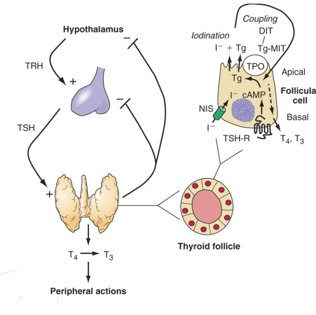 Hypothalamus
TRH
+
TSH
+
T4 T3
Peripheral actions
Thyroid follicle
Coupling
Iodination DIT
I− + Tg Tg-MIT
TPO
Tg
Apical
I− cAMP
Follicula
cell
NIS
Basal
I−
TSH-R
T4, T3